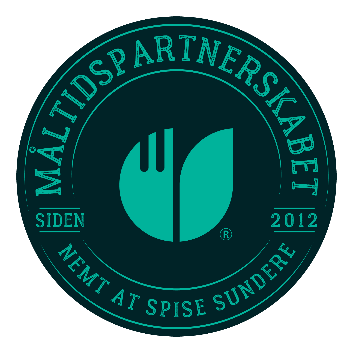 MÅLTIDSPARTNERSKABET
SIDEN 2012
®
NEMT AT SPISE SUNDERE